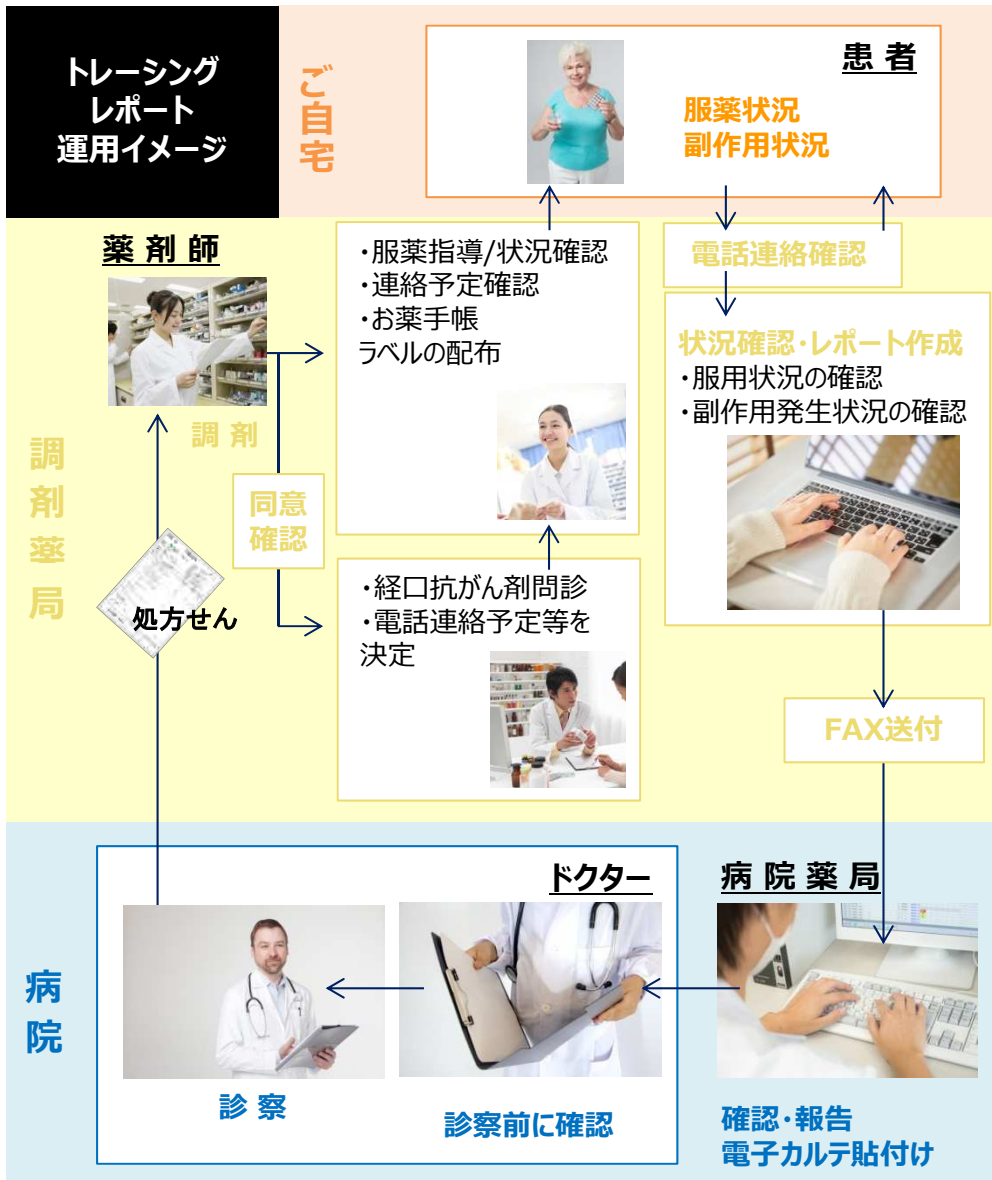 トレーシング
レポート
運用イメージ
ご自宅
患者
服薬状況
副作用状況
薬剤師
調剤薬局
調剤
同意
確認
処方せん
・服薬指導/状況確認
・連絡予定確認
・お薬手帳
ラベルの配布
・経口抗がん剤問診
・電話連絡予定等を
決定
電話連絡確認
状況確認・レポート作成
・服用状況の確認
・副作用発生状況の確認
FAX送付
病院
ドクター
診察
診察前に確認
病院薬局
確認・報告
電子カルテ貼付け